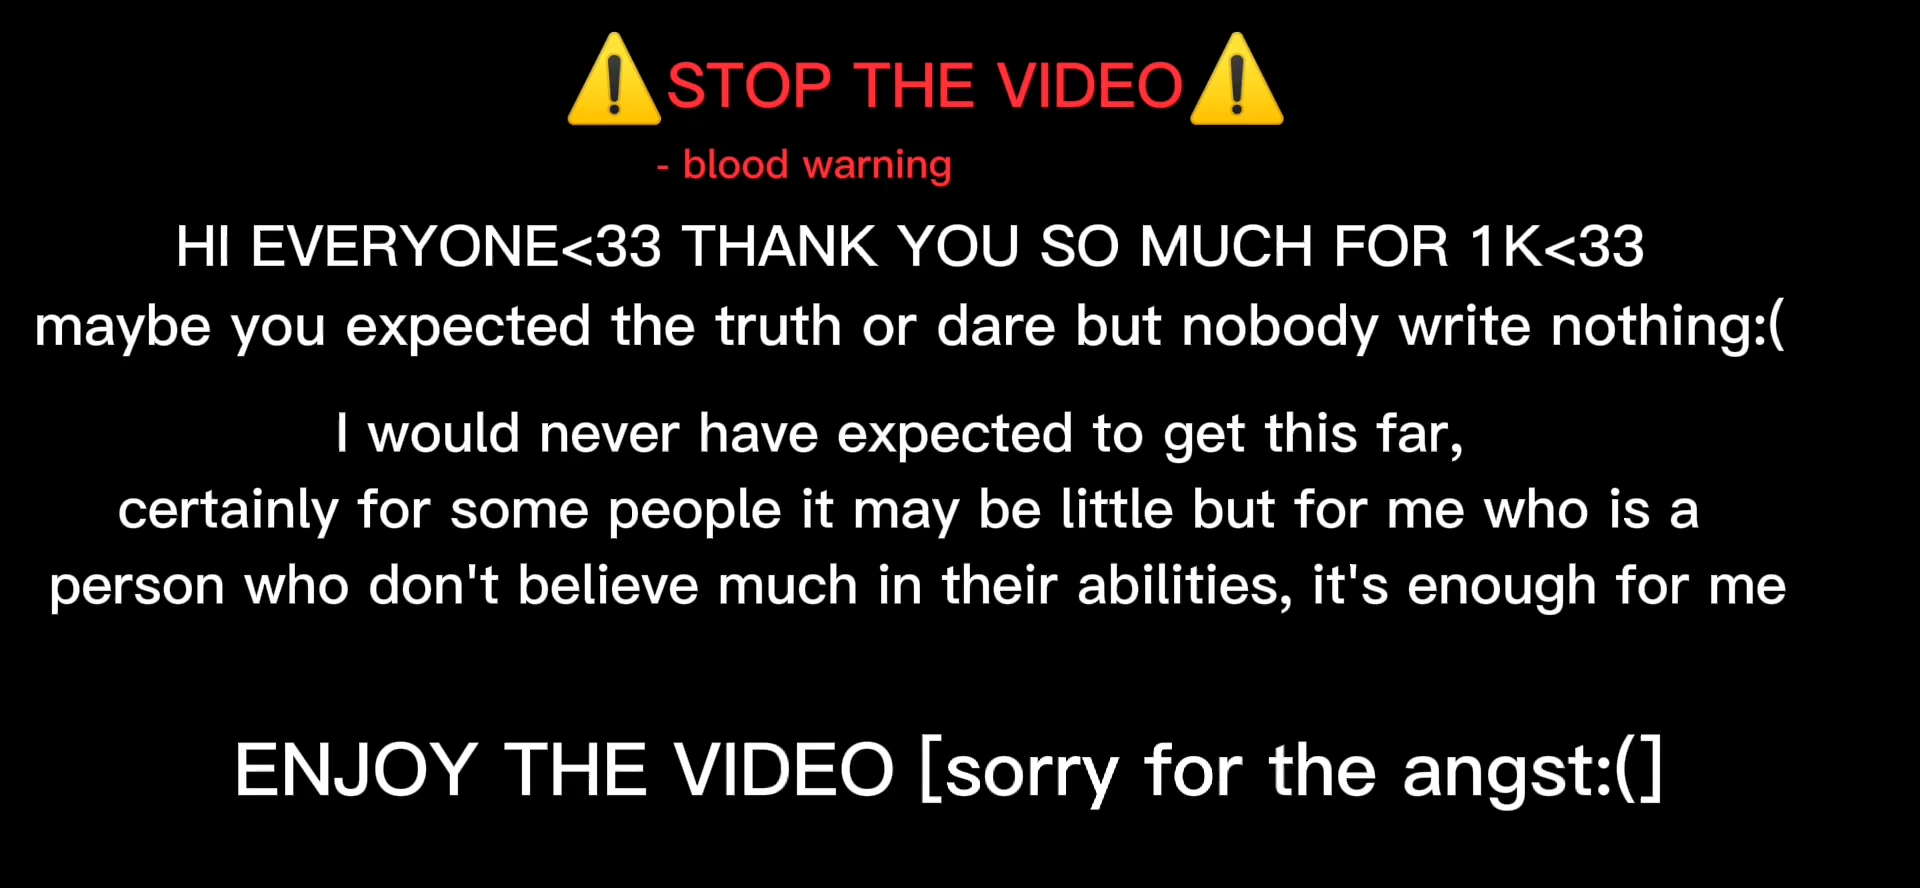 ⚠️STOP THE VIDEO⚠️
- blood warning
HI EVERYONE<33 THANK YOU SO MUCH FOR 1K<33
maybe you expected the truth or dare but nobody write nothing:(
I would never have expected to get this far,
certainly for some people it may be little but for me who is a
person who don't believe much in their abilities, it's enough for me
ENJOY THE VIDEO [sorry for the angst:(]